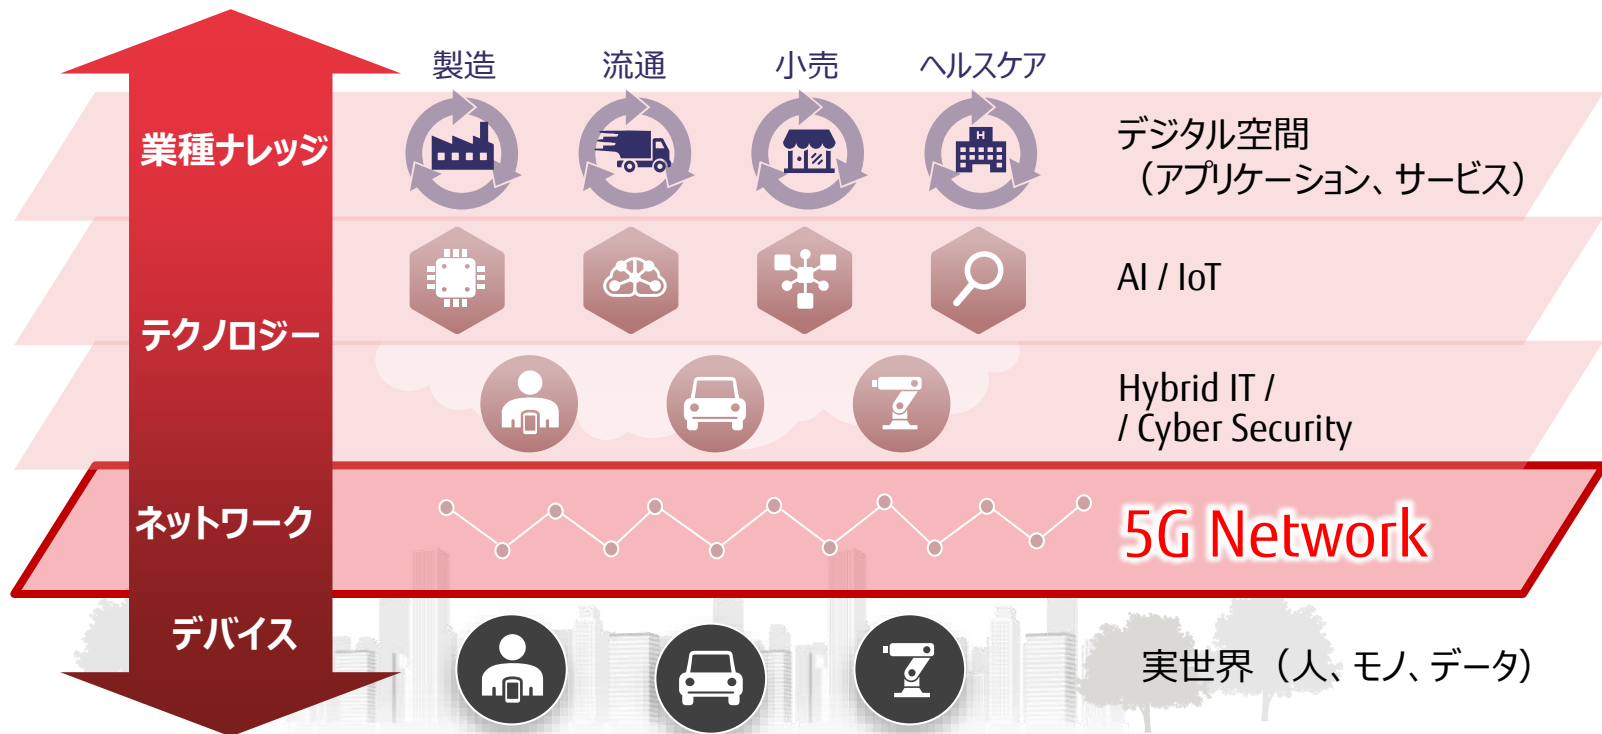 製造
流通
小売
ヘルスケア
業種ナレッジ
デジタル空間
（アプリケーション、サービス）
H
テクノロジー
AI / IoT
Hybrid IT /
/ Cyber Security
ネットワーク
5G Network
デバイス
実世界（人、モノ、データ）